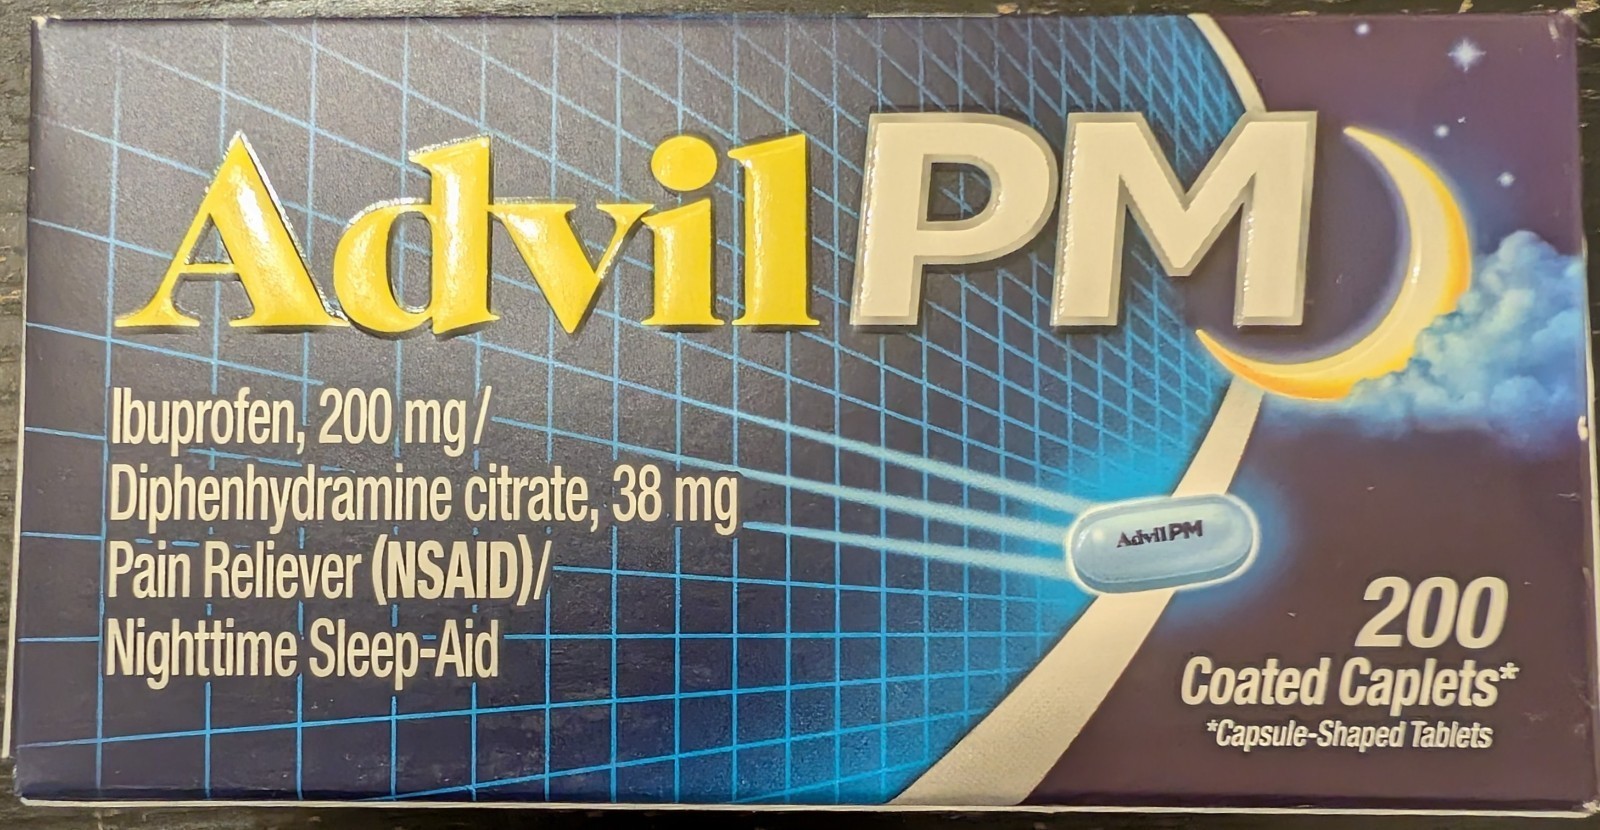 Advil PM
Ibuprofen, 200 mg/
Diphenhydramine citrate, 38 mg
Pain Reliever (NSAID)/
Nighttime Sleep-Aid
Advil PM
200
Coated Caplets*
*Capsule-Shaped Tablets